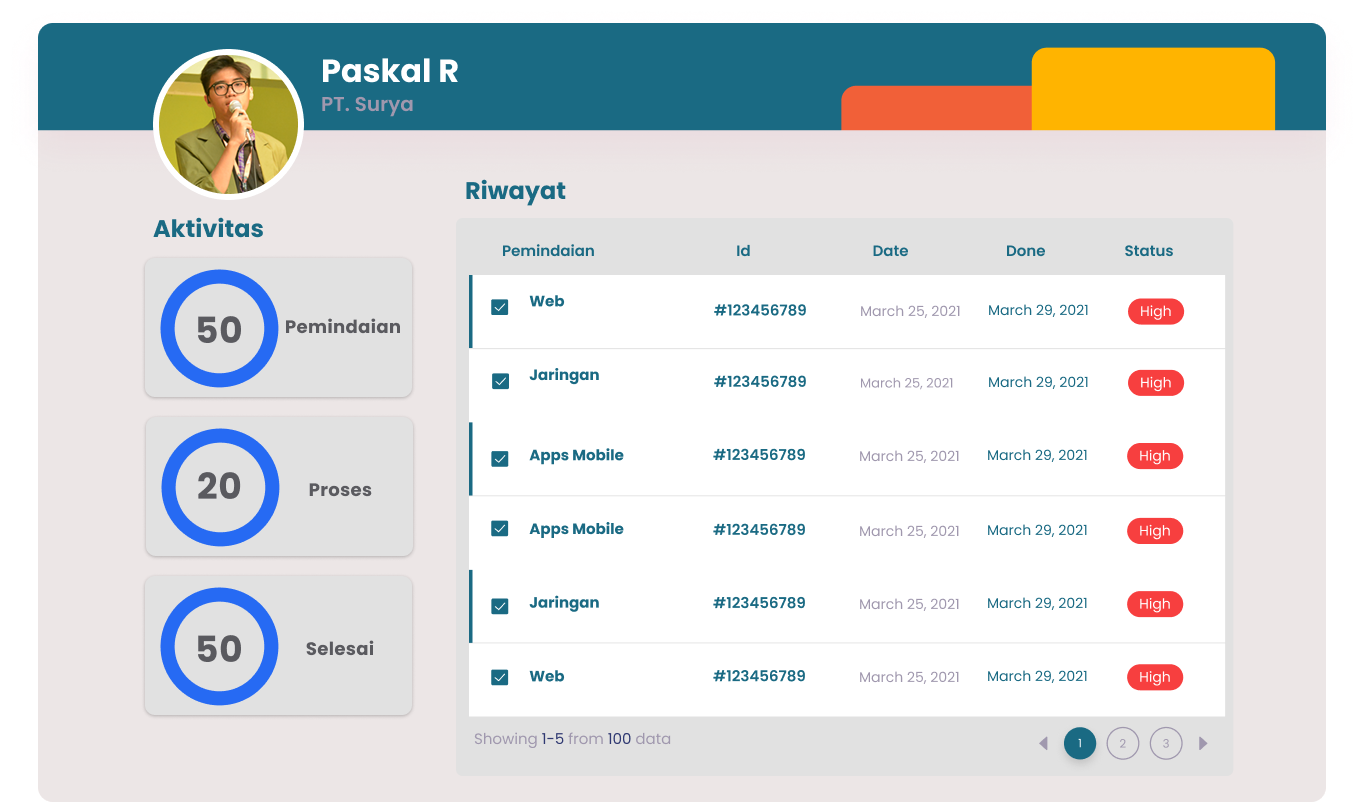 Paskal R
PT. Surya
Aktivitas
50 Pemindaian
20 Proses
50 Selesai
Riwayat
Pemindaian Id Date Done Status
Web #123456789 March 25, 2021 March 29, 2021 High
Jaringan #123456789 March 25, 2021 March 29, 2021 High
Apps Mobile #123456789 March 25, 2021 March 29, 2021 High
Apps Mobile #123456789 March 25, 2021 March 29, 2021 High
Jaringan #123456789 March 25, 2021 March 29, 2021 High
Web #123456789 March 25, 2021 March 29, 2021 High
Showing 1-5 from 100 data 1 2 3